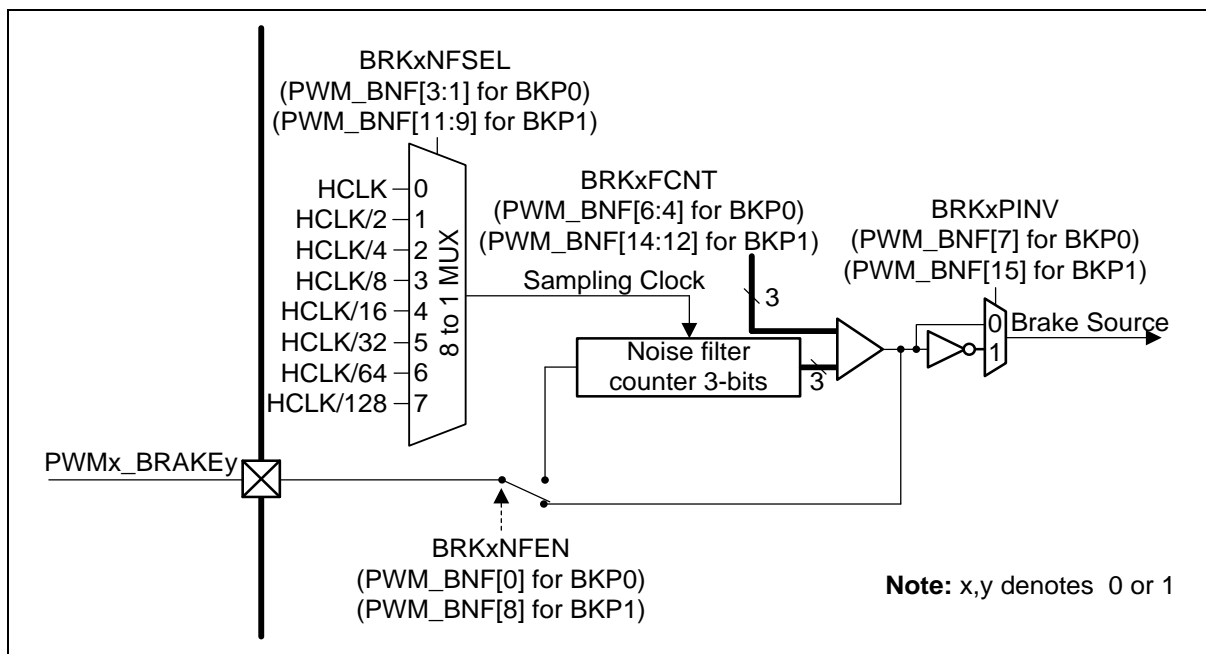 BRKxNFSEL
(PWM_BNF[3:1] for BKP0)
(PWM_BNF[11:9] for BKP1)
HCLK 0
HCLK/2 1
HCLK/4 2
HCLK/8 3
HCLK/16 4
HCLK/32 5
HCLK/64 6
HCLK/128 7
8 to 1 MUX
BRKxFCNT
(PWM_BNF[6:4] for BKP0)
(PWM_BNF[14:12] for BKP1)
Sampling Clock
3
Noise filter
counter 3-bits
3
BRKxPINV
(PWM_BNF[7] for BKP0)
(PWM_BNF[15] for BKP1)
0
1
Brake Source
PWMx_BRAKEy
BRKxNFEN
(PWM_BNF[0] for BKP0)
(PWM_BNF[8] for BKP1)
Note: x,y denotes 0 or 1